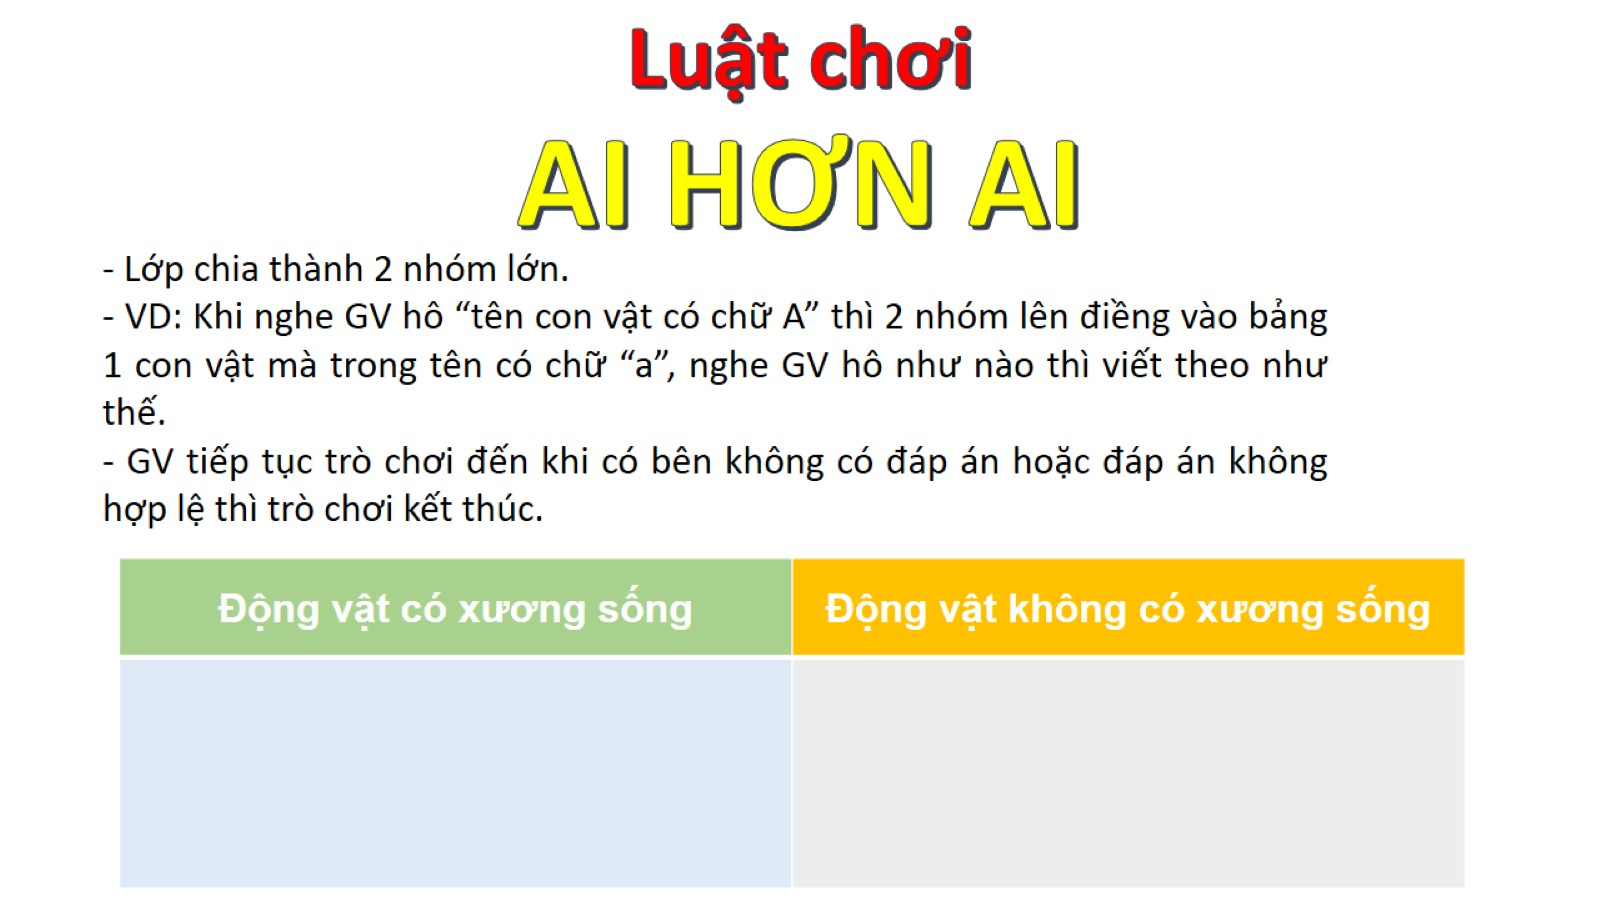 Luật chơi
AI HƠN AI
- Lớp chia thành 2 nhóm lớn.
- VD: Khi nghe GV hô “tên con vật có chữ A” thì 2 nhóm lên điềng vào bảng
1 con vật mà trong tên có chữ “a”, nghe GV hô như nào thì viết theo như
thế.
- GV tiếp tục trò chơi đến khi có bên không có đáp án hoặc đáp án không
hợp lệ thì trò chơi kết thúc.
Động vật có xương sống
Động vật không có xương sống